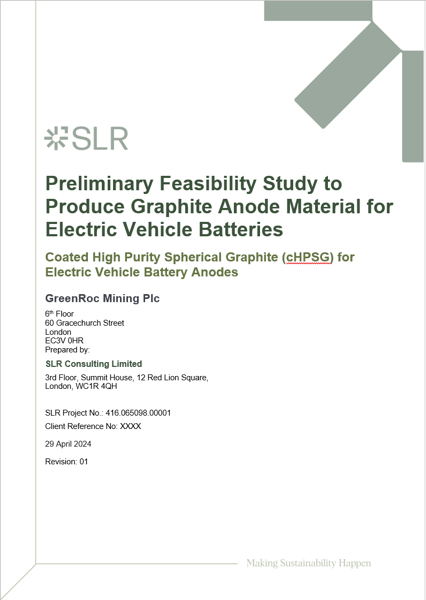 SLR
Preliminary Feasibility Study to
Produce Graphite Anode Material for
Electric Vehicle Batteries
Coated High Purity Spherical Graphite (cHPSG) for
Electric Vehicle Battery Anodes
GreenRoc Mining Plc
6th Floor
60 Gracechurch Street
London
EC3V 0HR
Prepared by:
SLR Consulting Limited
3rd Floor, Summit House, 12 Red Lion Square,
London, WC1R 4QH
SLR Project No.: 416.065098.00001
Client Reference No: XXXX
29 April 2024
Revision: 01
Making Sustainability Happen